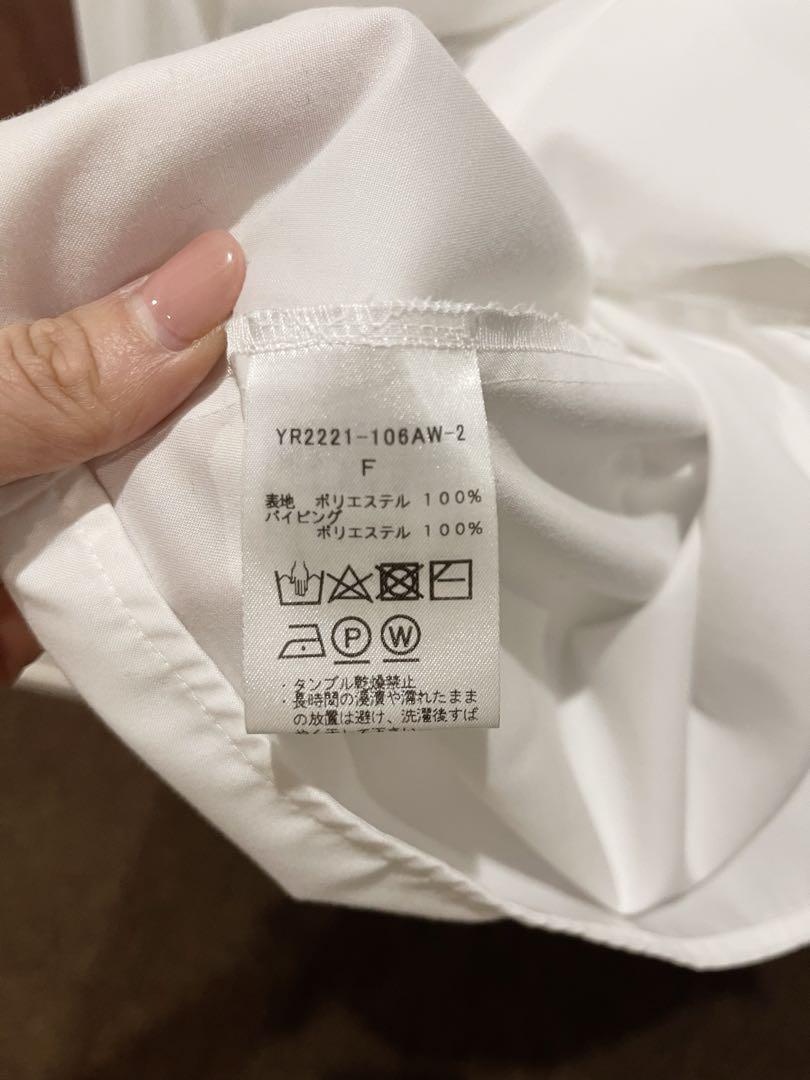 YR2221-106AW-2
F
表地 ポリエステル 100%
パイピング
ポリエステル 100%
P W
・タンブル乾燥禁止
・長時間の浸漬や濡れたまま
の放置は避け、洗濯後すば